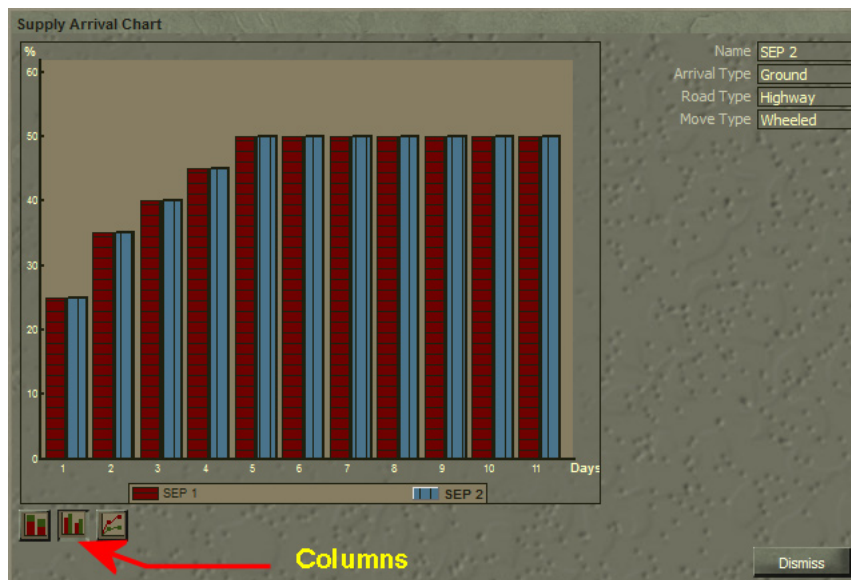 Supply Arrival Chart
%
60
50
40
30
20
10
0
1 2 3 4 5 6 7 8 9 10 11 Days
SEP 1 SEP 2
Name SEP 2
Arrival Type Ground
Road Type Highway
Move Type Wheeled
Columns
Dismiss